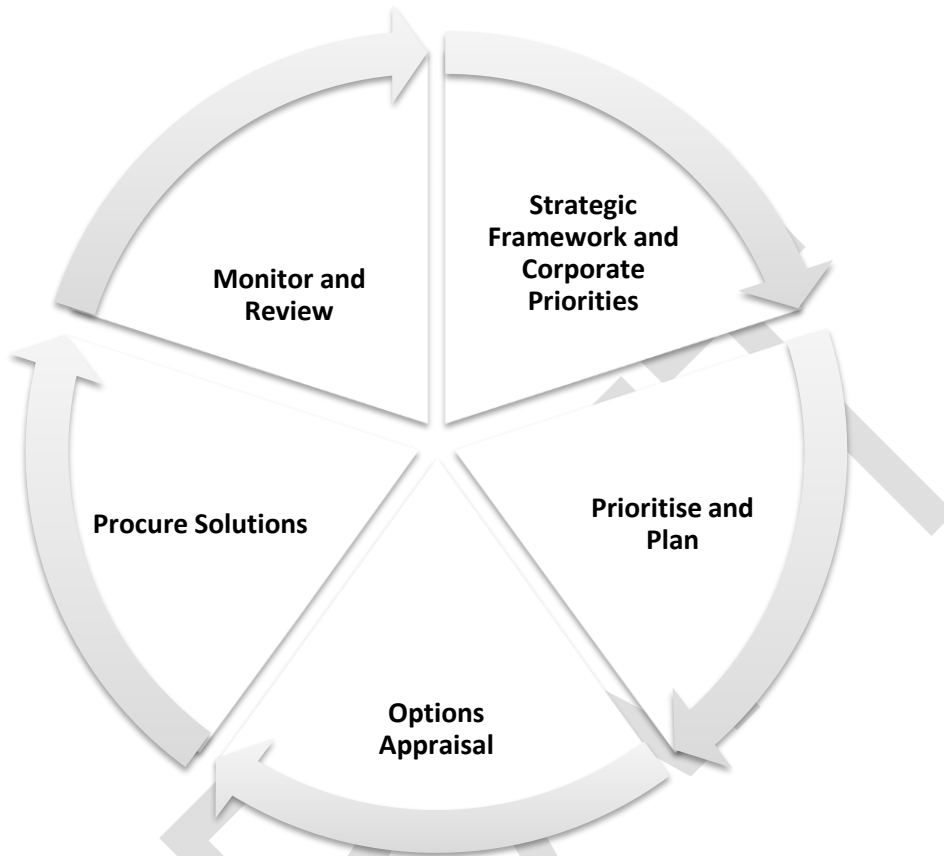 Strategic
Framework and
Corporate
Priorities
Prioritise and
Plan
Options
Appraisal
Procure Solutions
Monitor and
Review